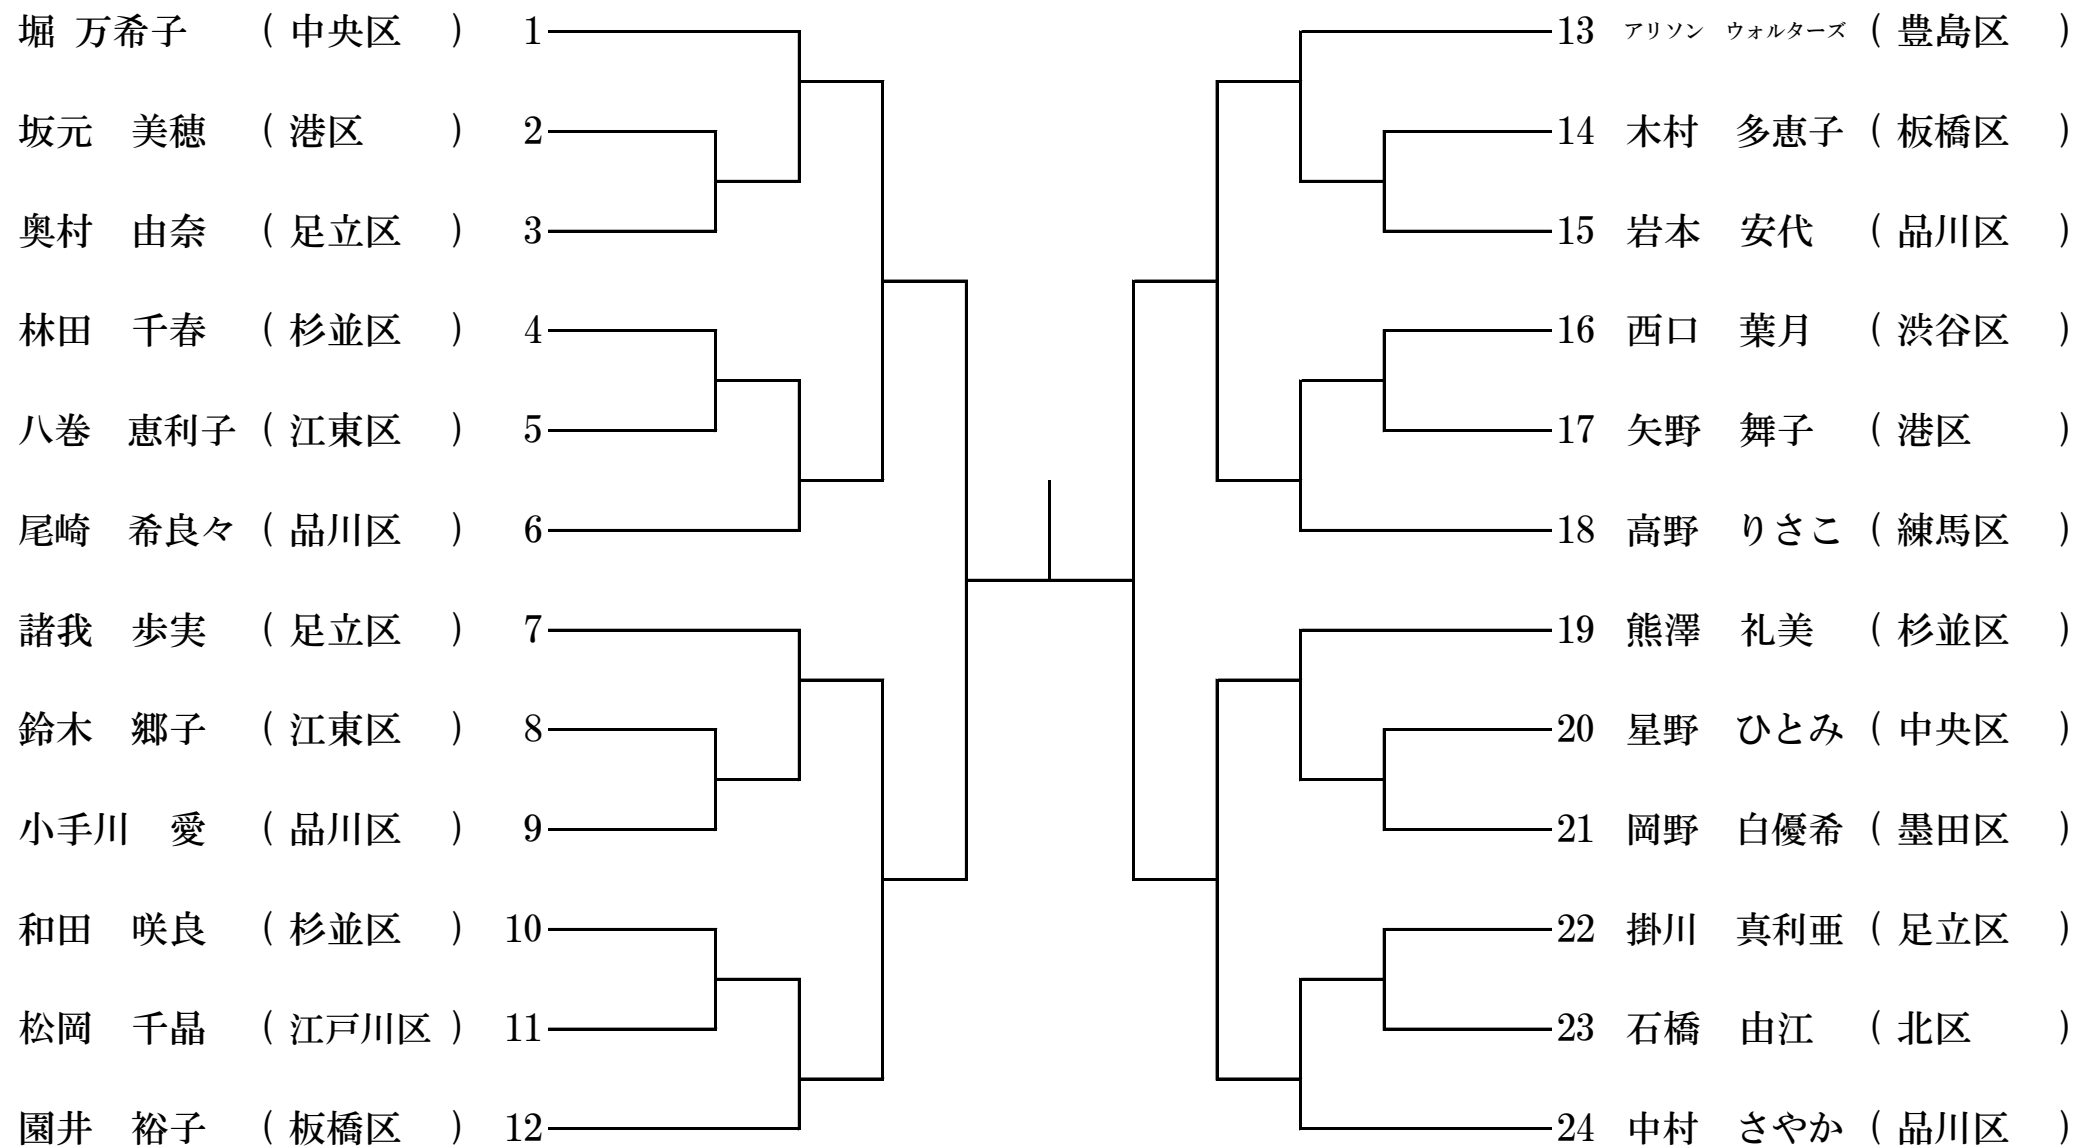 堀 万希子 ( 中央区 ) 1
坂元 美穂 ( 港区 ) 2
奥村 由奈 ( 足立区 ) 3
林田 千春 ( 杉並区 ) 4
八巻 恵利子 ( 江東区 ) 5
尾崎 希良々 ( 品川区 ) 6
諸我 歩実 ( 足立区 ) 7
鈴木 郷子 ( 江東区 ) 8
小手川 愛 ( 品川区 ) 9
和田 咲良 ( 杉並区 ) 10
松岡 千晶 ( 江戸川区 ) 11
園井 裕子 ( 板橋区 ) 12
13 アリソン ウォルターズ ( 豊島区 )
14 木村 多恵子 ( 板橋区 )
15 岩本 安代 ( 品川区 )
16 西口 葉月 ( 渋谷区 )
17 矢野 舞子 ( 港区 )
18 高野 りさこ ( 練馬区 )
19 熊澤 礼美 ( 杉並区 )
20 星野 ひとみ ( 中央区 )
21 岡野 白優希 ( 墨田区 )
22 掛川 真利亜 ( 足立区 )
23 石橋 由江 ( 北区 )
24 中村 さやか ( 品川区 )